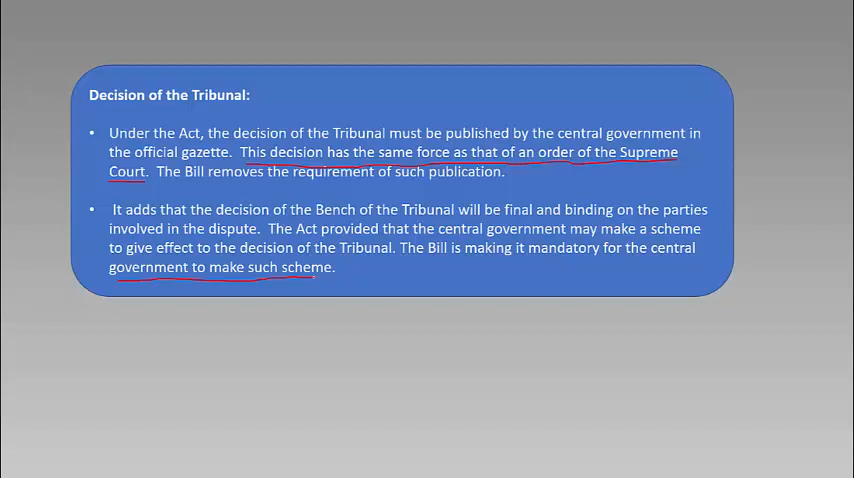 Decision of the Tribunal:
• Under the Act, the decision of the Tribunal must be published by the central government in
the official gazette. This decision has the same force as that of an order of the Supreme
Court. The Bill removes the requirement of such publication.
• It adds that the decision of the Bench of the Tribunal will be final and binding on the parties
involved in the dispute. The Act provided that the central government may make a scheme
to give effect to the decision of the Tribunal. The Bill is making it mandatory for the central
government to make such scheme.